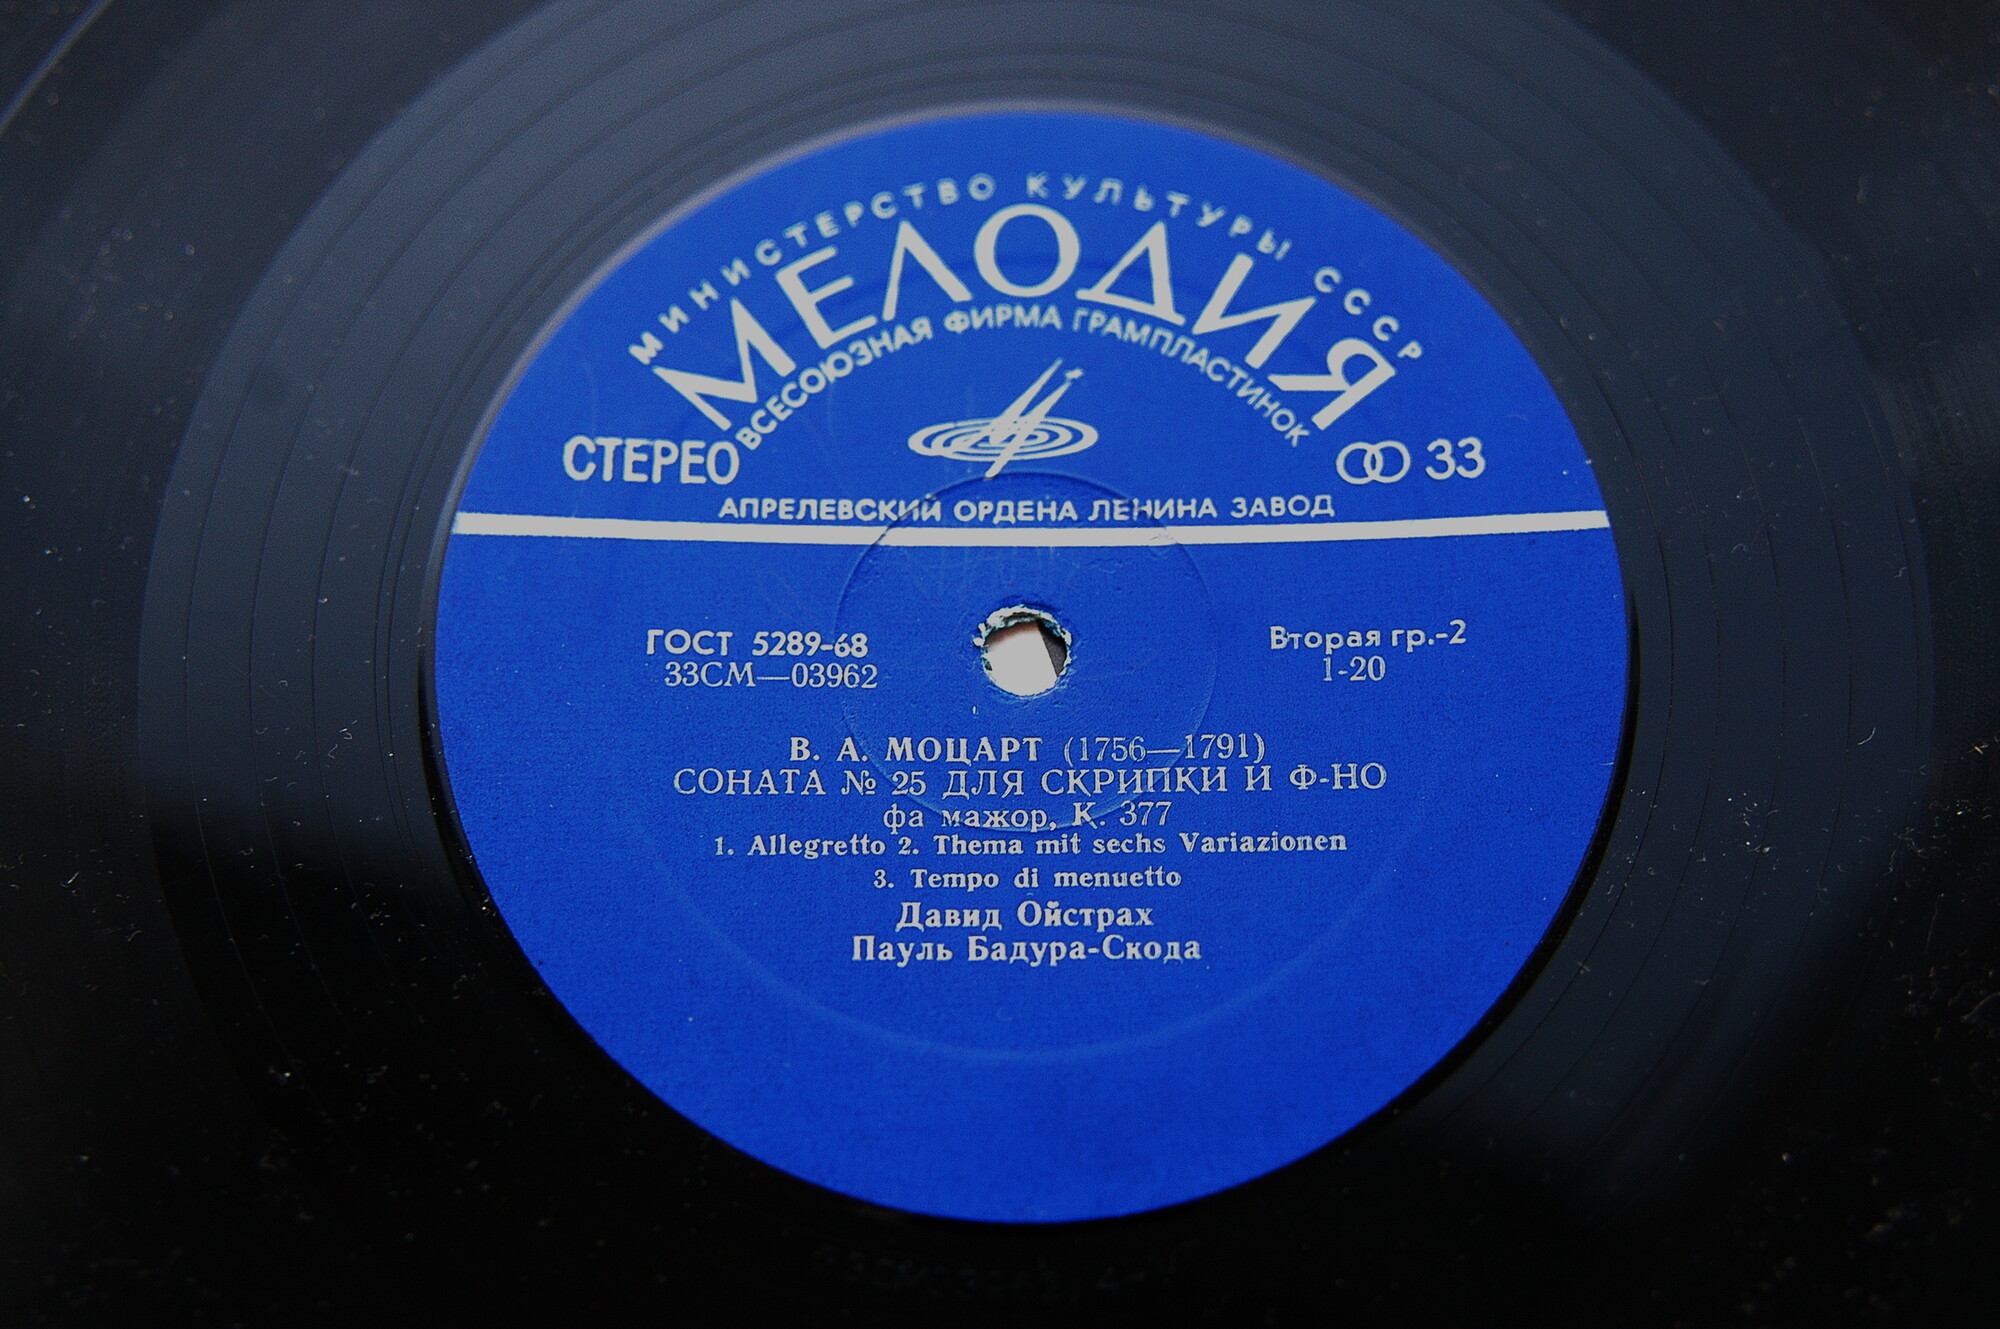 МИНИСТЕРСТВО КУЛЬТУРЫ СССР
МЕЛОДИЯ
ВСЕСОЮЗНАЯ ФИРМА ГРАМПЛАСТИНОК
СТЕРЕО
33
АПРЕЛЕВСКИЙ ОРДЕНА ЛЕНИНА ЗАВОД
ГОСТ 5289-68
33СМ—03962
Вторая гр.-2
1-20
В. А. МОЦАРТ (1756—1791)
СОНАТА № 25 ДЛЯ СКРИПКИ И Ф-НО
фа мажор, К. 377
1. Allegretto 2. Thema mit sechs Variazionen
3. Tempo di menuetto
Давид Ойстрах
Пауль Бадура-Скода